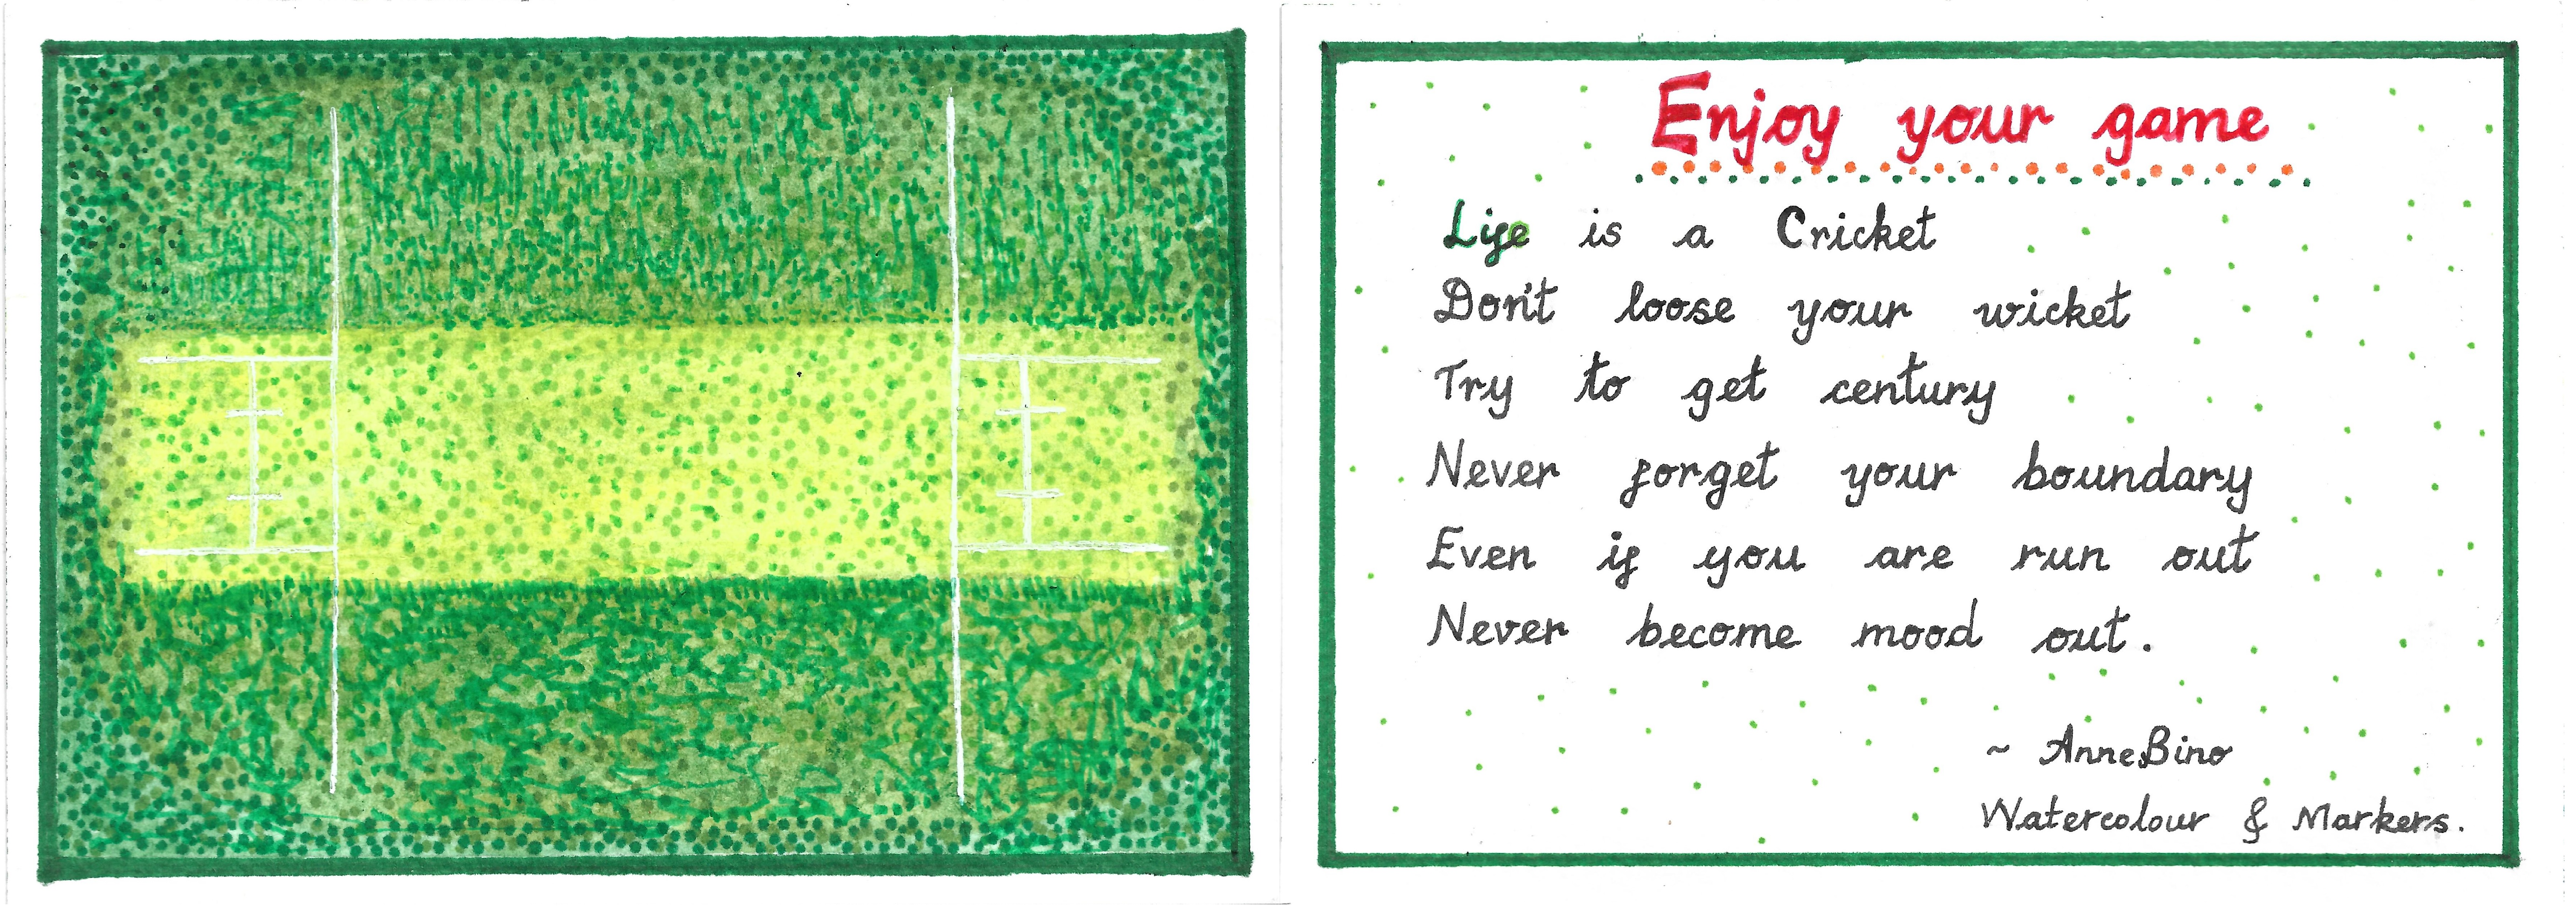 Enjoy your game
Life is a Cricket
Don't loose your wicket
Try to get century
Never forget your boundary
Even if you are run out
Never become mood out.
~ AnneBino
Watercolour & Markers.